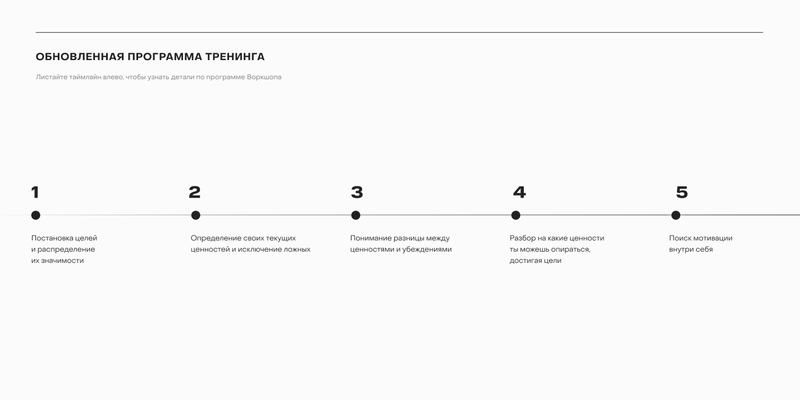 ОБНОВЛЕННАЯ ПРОГРАММА ТРЕНИНГА
Листайте таймлайн влево, чтобы узнать детали по программе Воркшопа
1
Постановка целей
и распределение
их значимости
2
Определение своих текущих
ценностей и исключение ложных
3
Понимание разницы между
ценностями и убеждениями
4
Разбор на какие ценности
ты можешь опираться,
достигая цели
5
Поиск мотивации
внутри себя